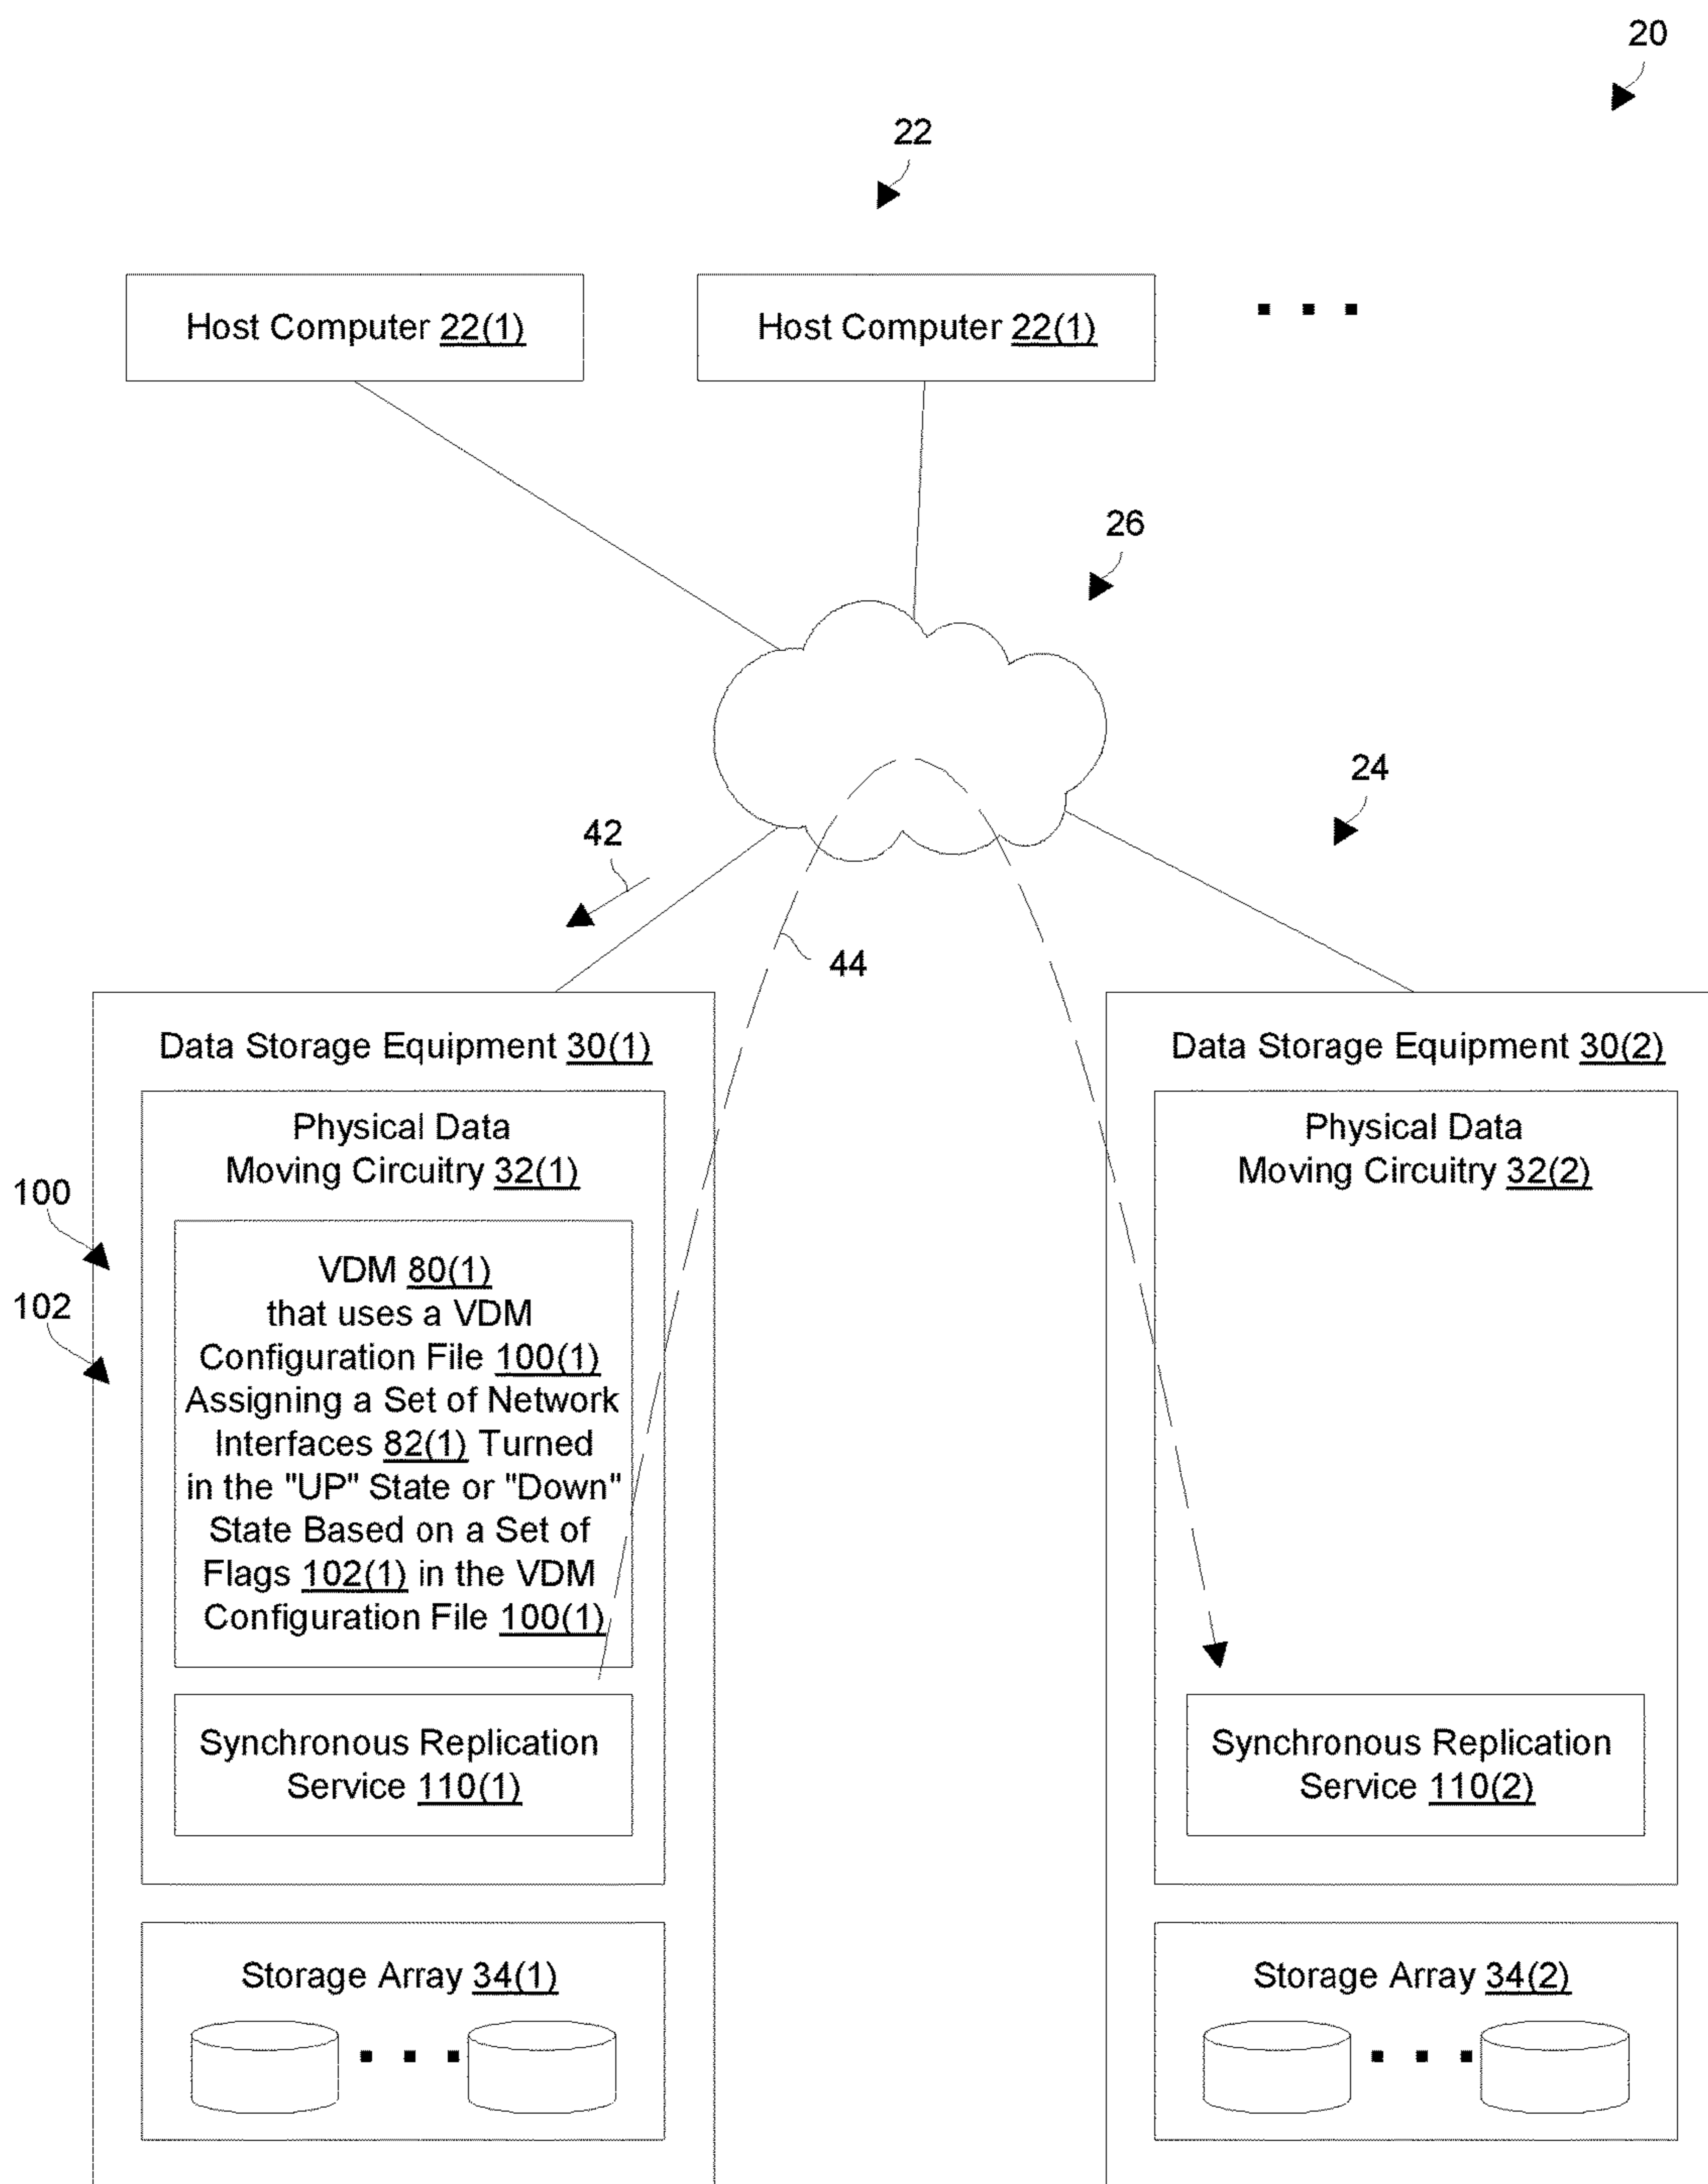 20
22
Host Computer 22(1)
Host Computer 22(1)
26
24
42
44
Data Storage Equipment 30(1)
Physical Data
Moving Circuitry 32(1)
100
102
VDM 80(1)
that uses a VDM
Configuration File 100(1)
Assigning a Set of Network
Interfaces 82(1) Turned
in the "UP" State or "Down"
State Based on a Set of
Flags 102(1) in the VDM
Configuration File 100(1)
Synchronous Replication
Service 110(1)
Storage Array 34(1)
Data Storage Equipment 30(2)
Physical Data
Moving Circuitry 32(2)
Synchronous Replication
Service 110(2)
Storage Array 34(2)